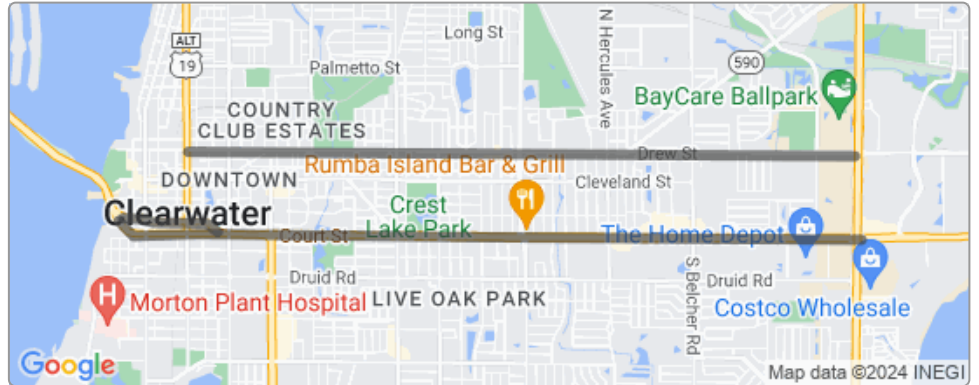 Long St
N Hercules Ave
ALT
19
Palmetto St
590
BayCare Ballpark
COUNTRY
CLUB ESTATES
Drew St
Rumba Island Bar & Grill
DOWNTOWN
Cleveland St
Clearwater
Crest
Lake Park
Court St
The Home Depot
Druid Rd
S Belcher Rd
Druid Rd
Morton Plant Hospital
LIVE OAK PARK
Costco Wholesale
Google
Map data ©2024 INEGI